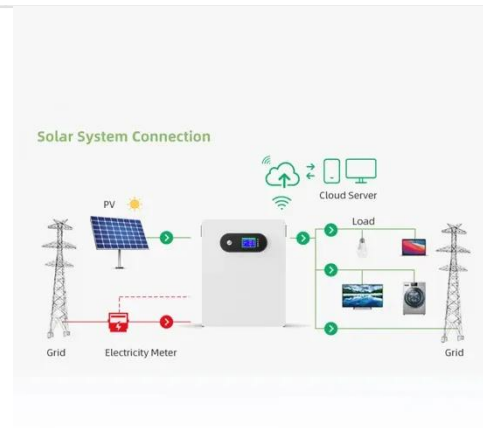 Solar System Connection
Cloud Server
PV
Load
Grid
Electricity Meter
Grid